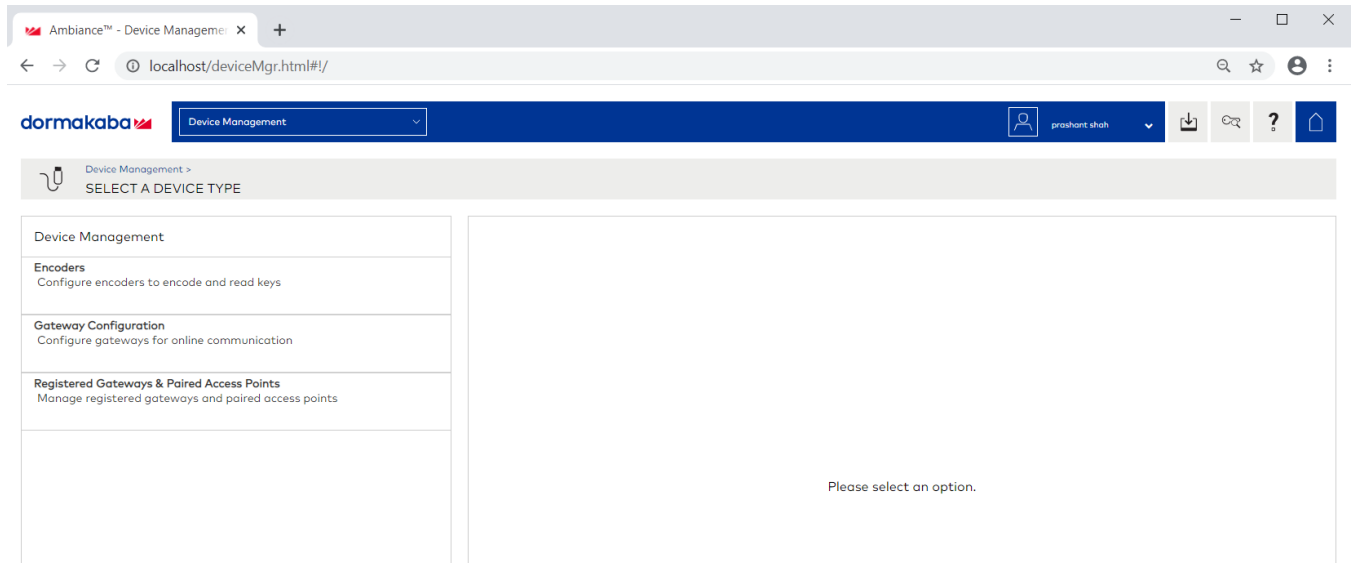 Ambiance™ - Device Managemer
localhost/deviceMgr.html#!/
dormakaba
Device Management
prashant shah
?
Device Management >
SELECT A DEVICE TYPE
Device Management
Encoders
Configure encoders to encode and read keys
Gateway Configuration
Configure gateways for online communication
Registered Gateways & Paired Access Points
Manage registered gateways and paired access points
Please select an option.